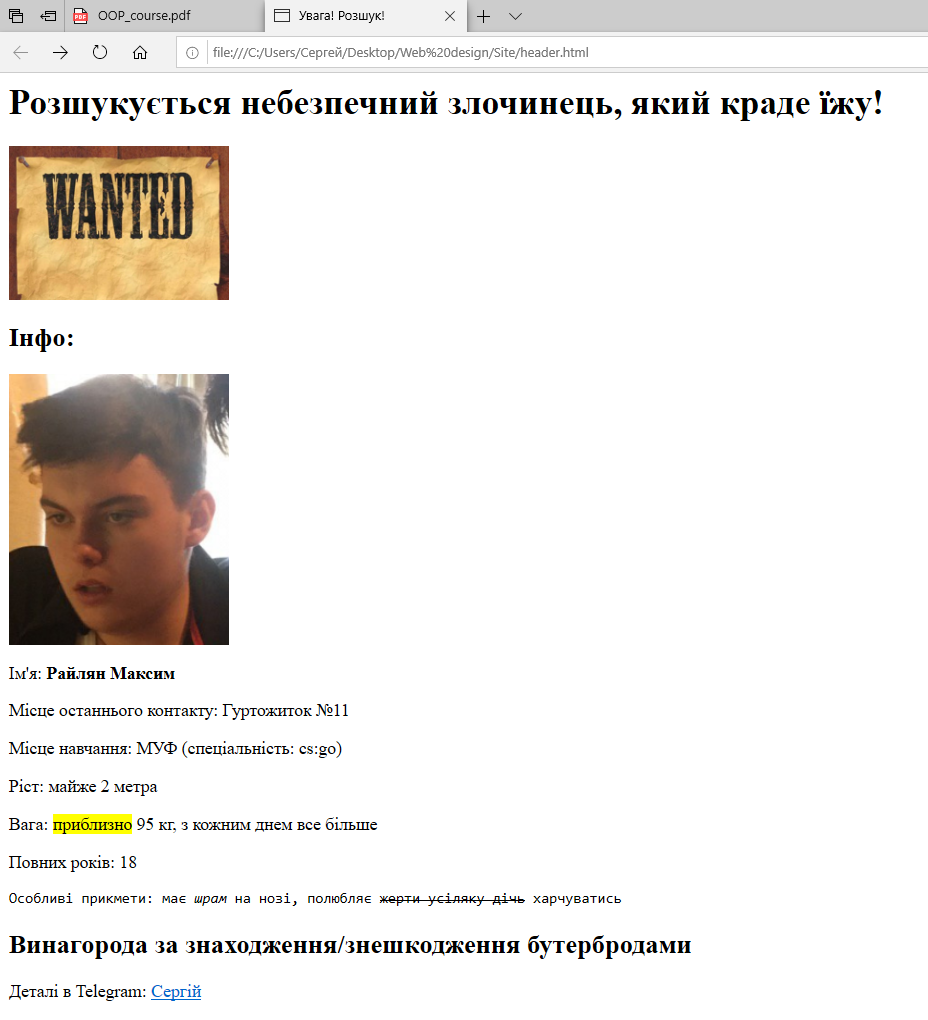 OOP_course.pdf
Увага! Розшук!
file:///C:/Users/Сергей/Desktop/Web%20design/Site/header.html
Розшукується небезпечний злочинець, який краде їжу!
WANTED
Інфо:
Ім'я: Райлян Максим
Місце останнього контакту: Гуртожиток №11
Місце навчання: МУФ (спеціальність: cs:go)
Ріст: майже 2 метра
Вага: приблизно 95 кг, з кожним днем все більше
Повних років: 18
Особливі прикмети: має шрам на нозі, полюбляє жерти усіляку дічь харчуватись
Винагорода за знаходження/знешкодження бутербродами
Деталі в Telegram: Сергій